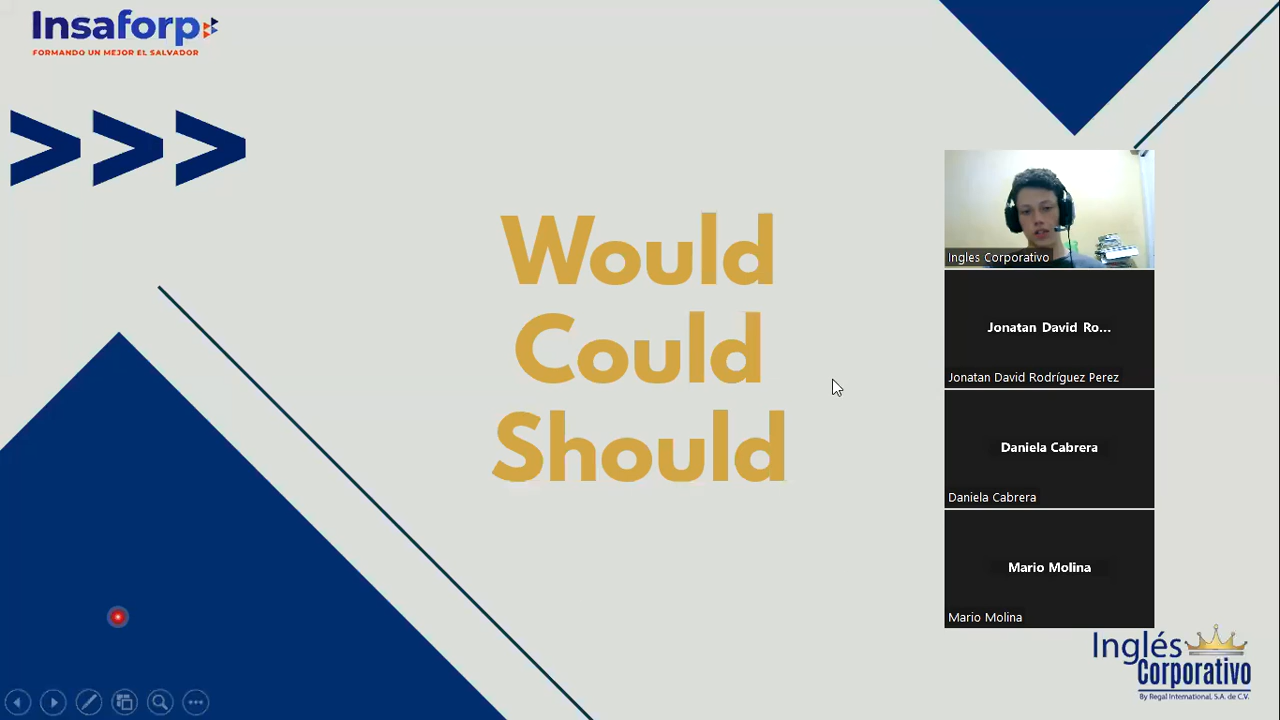 Insaforp
FORMANDO UN MEJOR EL SALVADOR
Would
Could
Should
Ingles Corporativo
Jonatan David Ro...
Jonatan David Rodríguez Perez
Daniela Cabrera
Daniela Cabrera
Mario Molina
Mario Molina
Inglés
Corporativo
By Regal International, S.A. de C.V.